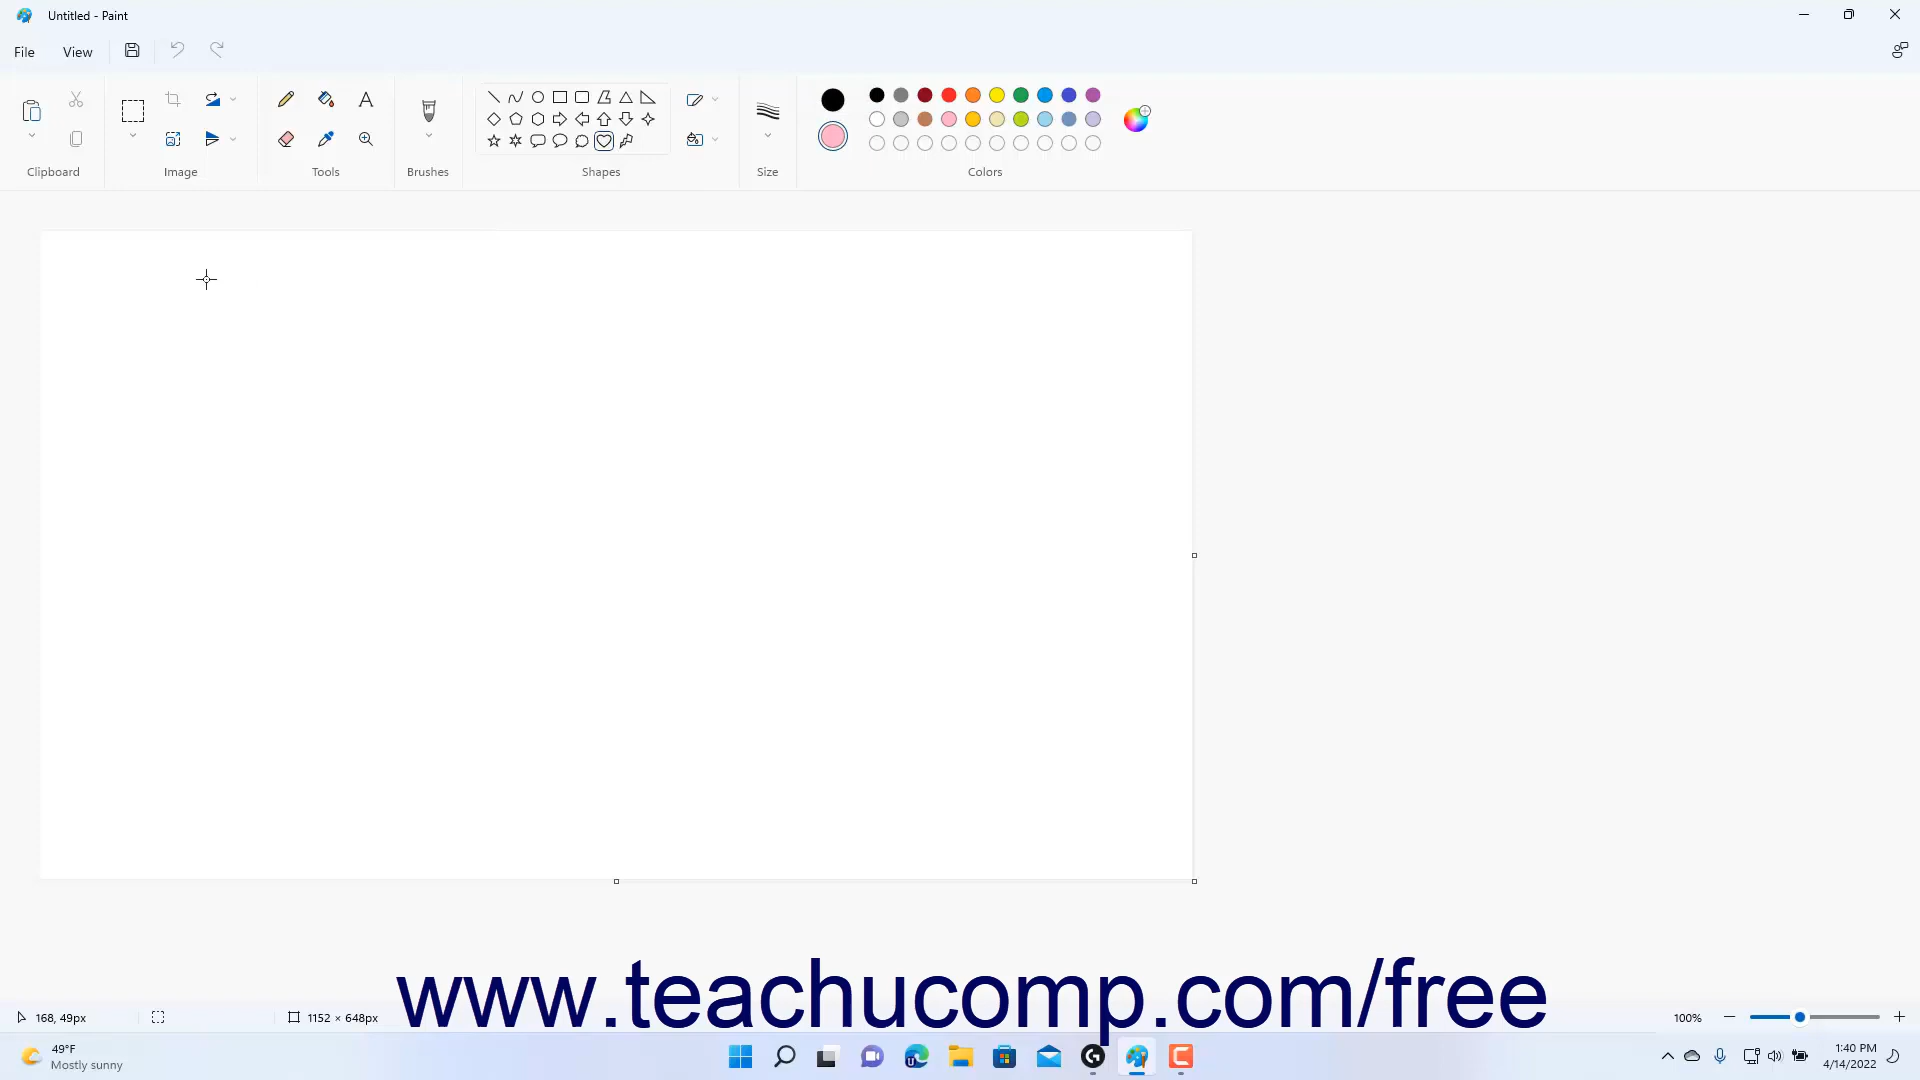 Untitled - Paint
File View
Clipboard Image Tools Brushes Shapes Size Colors
www.teachucomp.com/free
168, 49px 1152 × 648px 100%
49°F
Mostly sunny
1:40 PM
4/14/2022